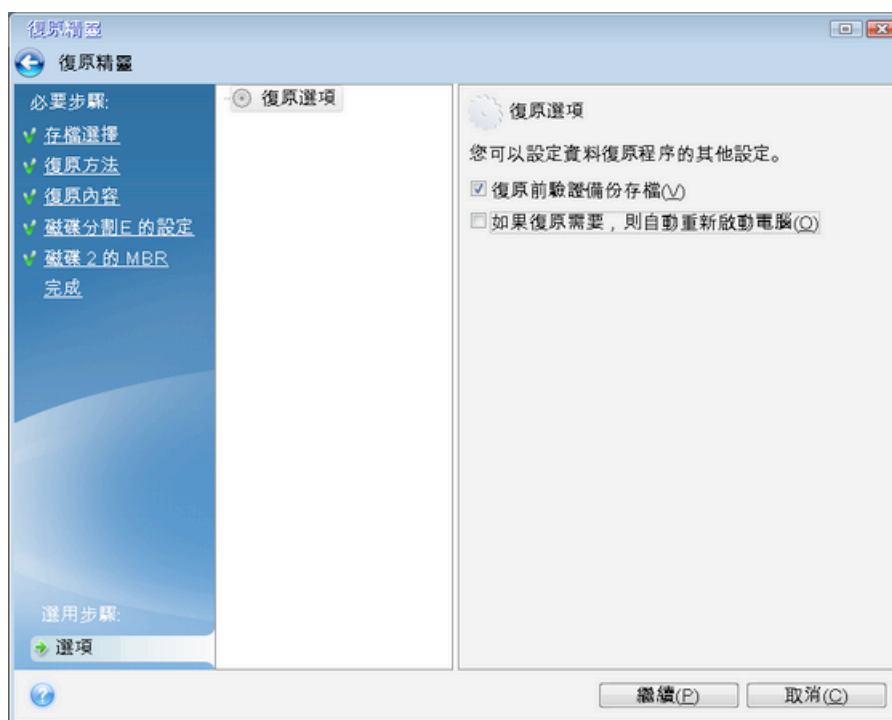 復原精靈
復原精靈
必要步驟:
存檔選擇
復原方法
復原內容
磁碟分割E 的設定
磁碟 2 的 MBR
完成
選用步驟:
選項
復原選項
復原選項
您可以設定資料復原程序的其他設定。
復原前驗證備份存檔(V)
如果復原需要，則自動重新啟動電腦(O)
繼續(P)
取消(C)